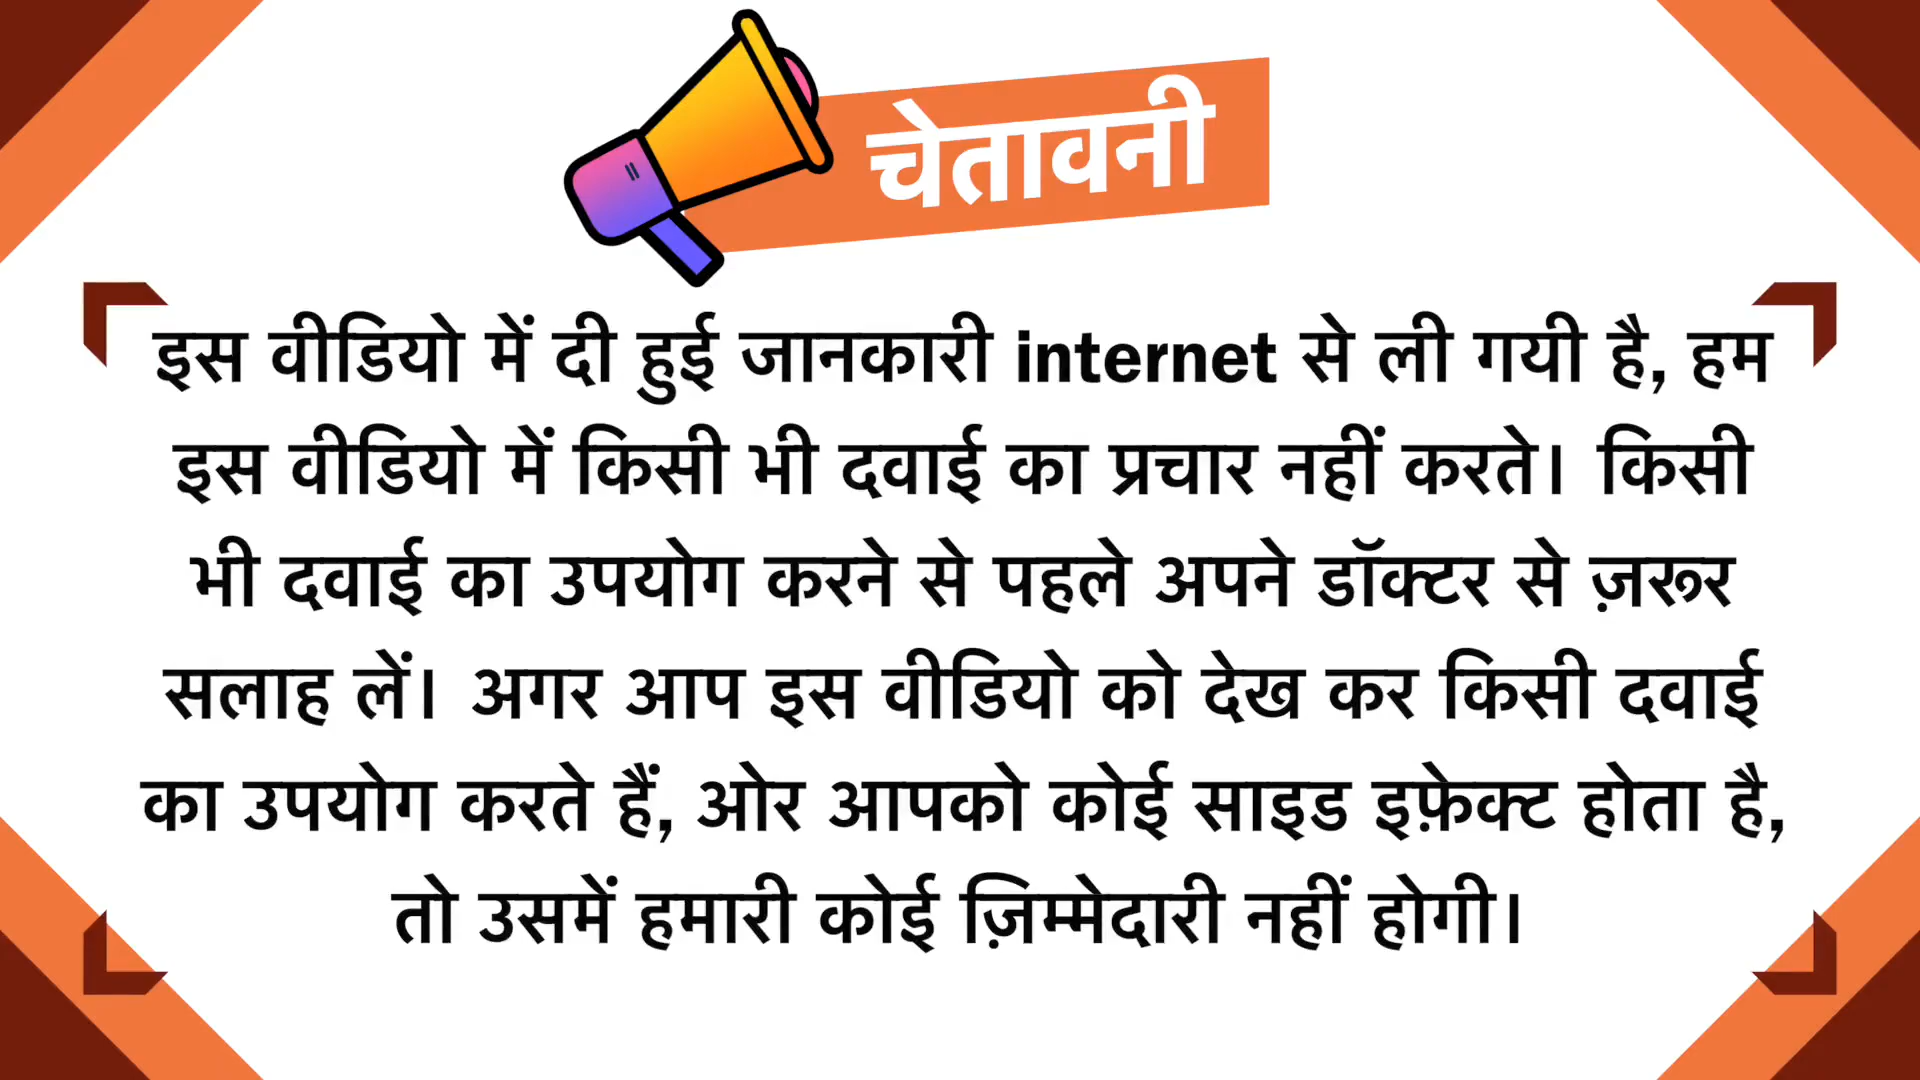 चेतावनी
इस वीडियो में दी हुई जानकारी internet से ली गयी है, हम
इस वीडियो में किसी भी दवाई का प्रचार नहीं करते। किसी
भी दवाई का उपयोग करने से पहले अपने डॉक्टर से ज़रूर
सलाह लें। अगर आप इस वीडियो को देख कर किसी दवाई
का उपयोग करते हैं, ओर आपको कोई साइड इफ़ेक्ट होता है,
तो उसमें हमारी कोई ज़िम्मेदारी नहीं होगी।